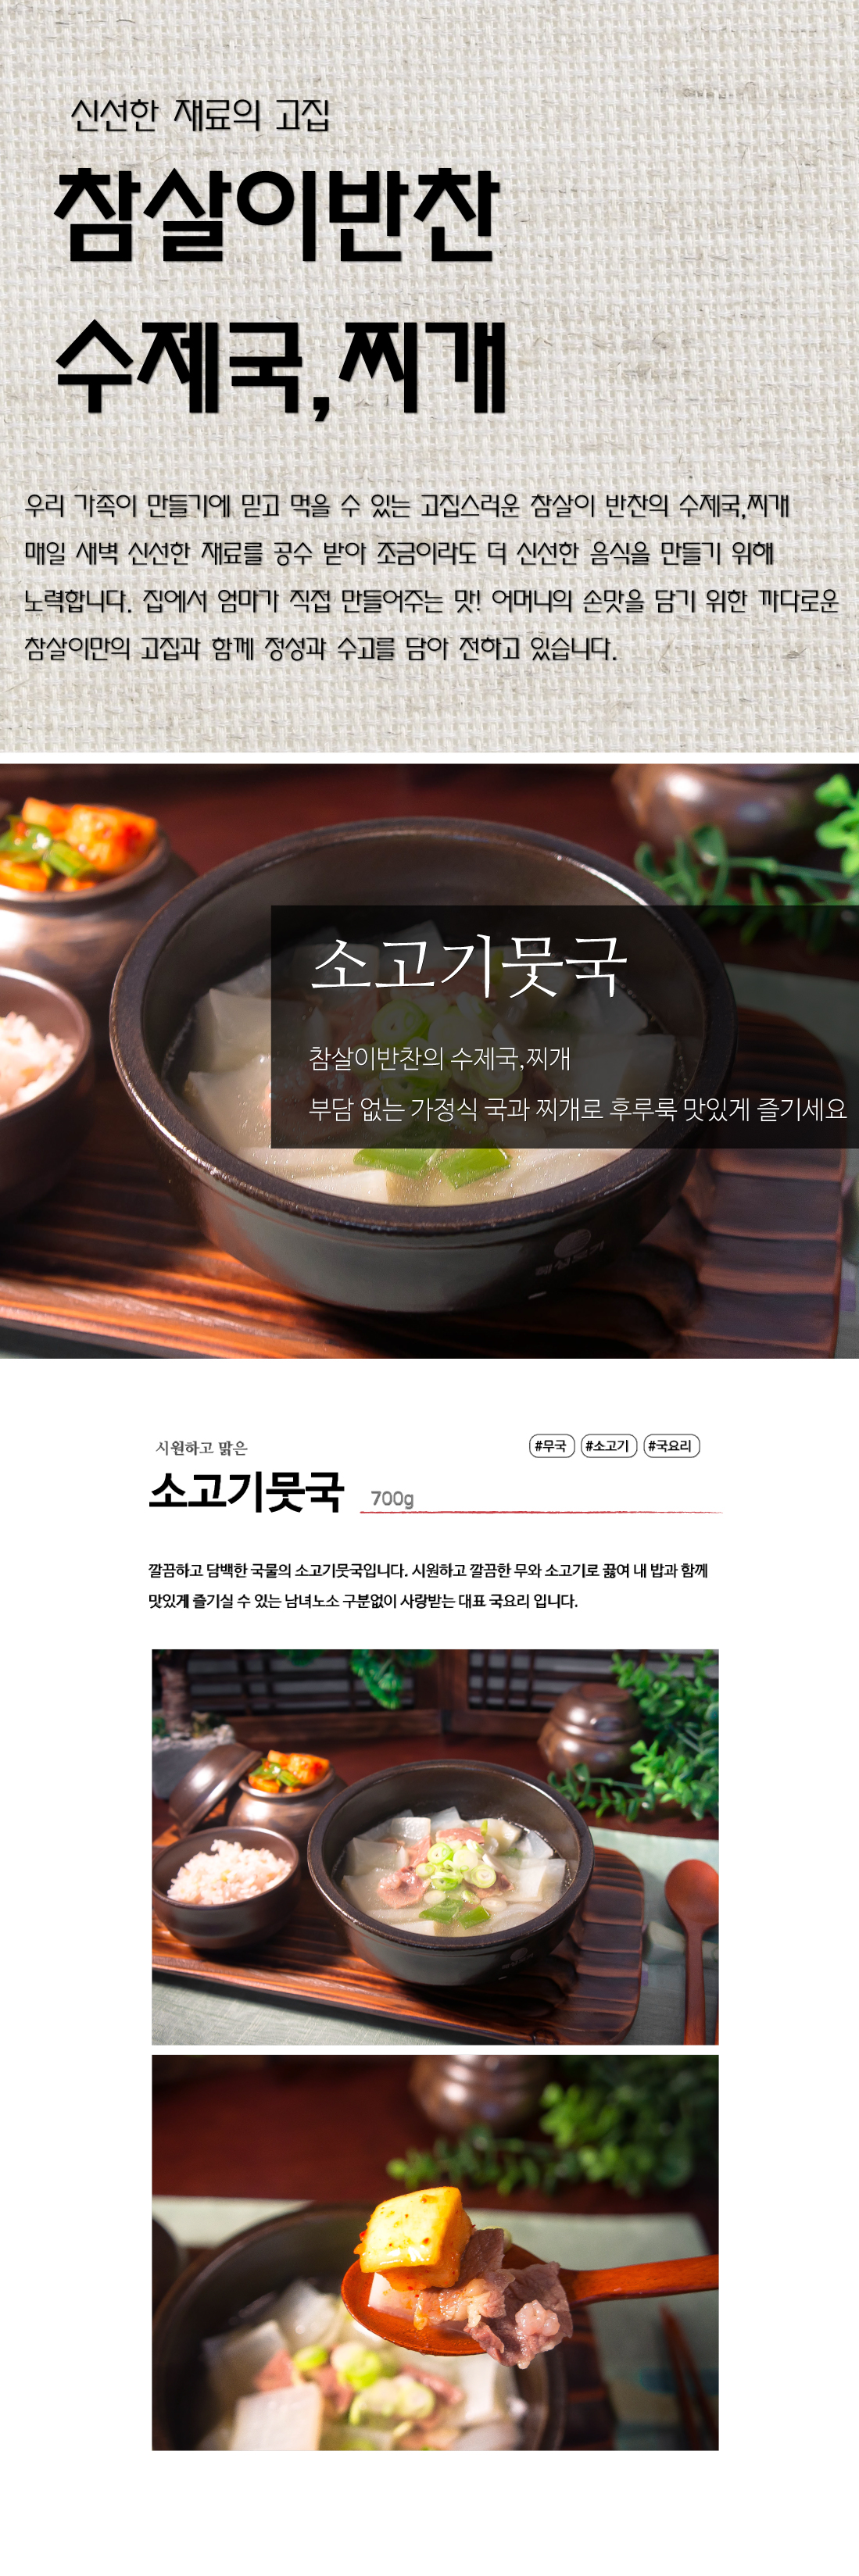 신선한 재료의 고집
참살이반찬
수제국,찌개
우리 가족이 만들기에 믿고 먹을 수 있는 고집스러운 참살이 반찬의 수제국,찌개
매일 새벽 신선한 재료를 공수 받아 조금이라도 더 신선한 음식을 만들기 위해
노력합니다. 집에서 엄마가 직접 만들어주는 맛! 어머니의 손맛을 담기 위한 까다로운
참살이만의 고집과 함께 정성과 수고를 담아 전하고 있습니다.
소고기뭇국
참살이반찬의 수제국,찌개
부담 없는 가정식 국과 찌개로 후루룩 맛있게 즐기세요
시원하고 맑은
#무국 #소고기 #국요리
소고기뭇국 700g
깔끔하고 담백한 국물의 소고기뭇국입니다. 시원하고 깔끔한 무와 소고기로 끓여 내 밥과 함께
맛있게 즐기실 수 있는 남녀노소 구분없이 사랑받는 대표 국요리 입니다.